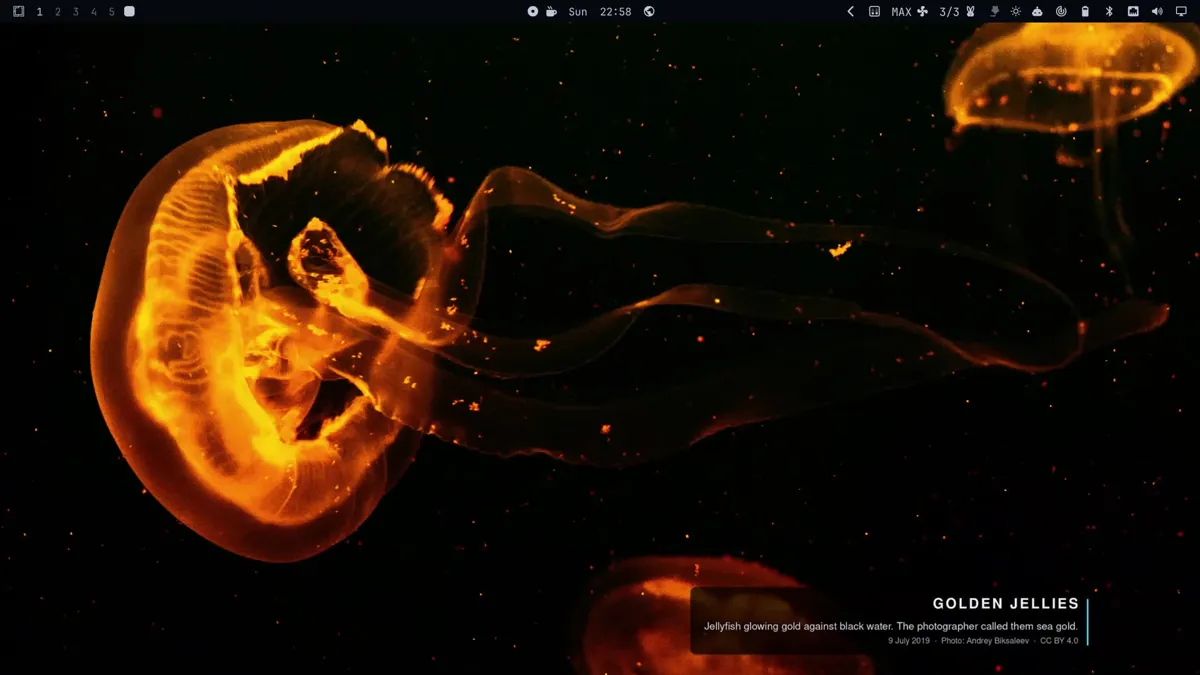 1 2 3 4 5
Sun 22:58
MAX 3/3
GOLDEN JELLIES
Jellyfish glowing gold against black water. The photographer called them sea gold.
9 July 2019 · Photo: Andrey Biksaleev · CC BY 4.0